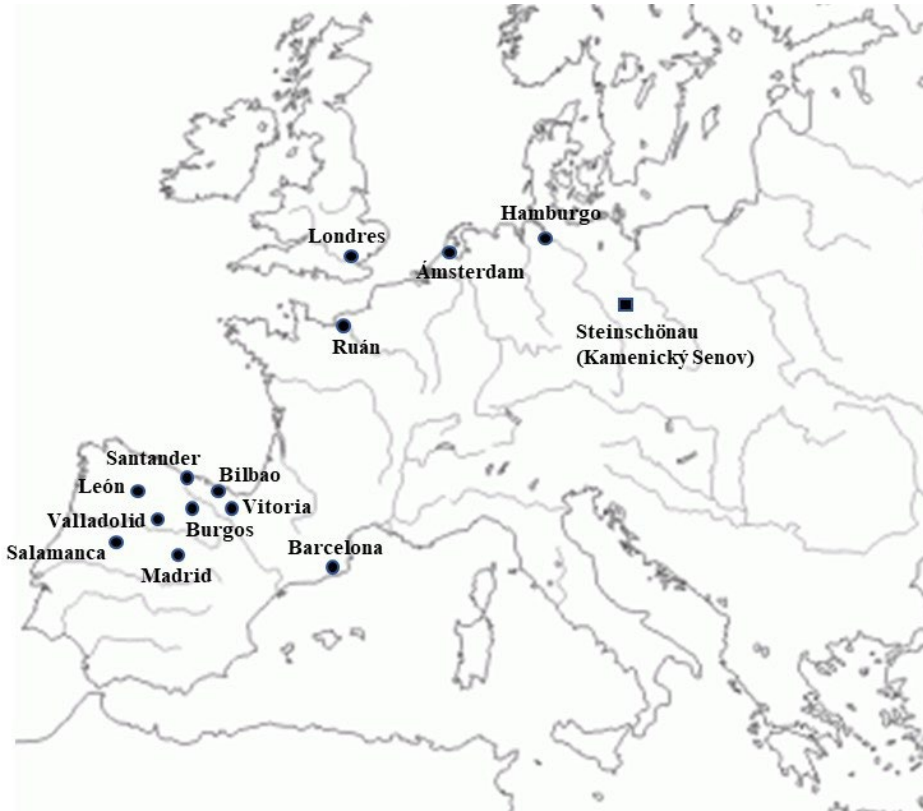 Hamburgo
Londres
Ámsterdam
Steinschönau
(Kamenický Senov)
Ruán
Santander
Bilbao
León
Vitoria
Valladolid
Burgos
Salamanca
Barcelona
Madrid